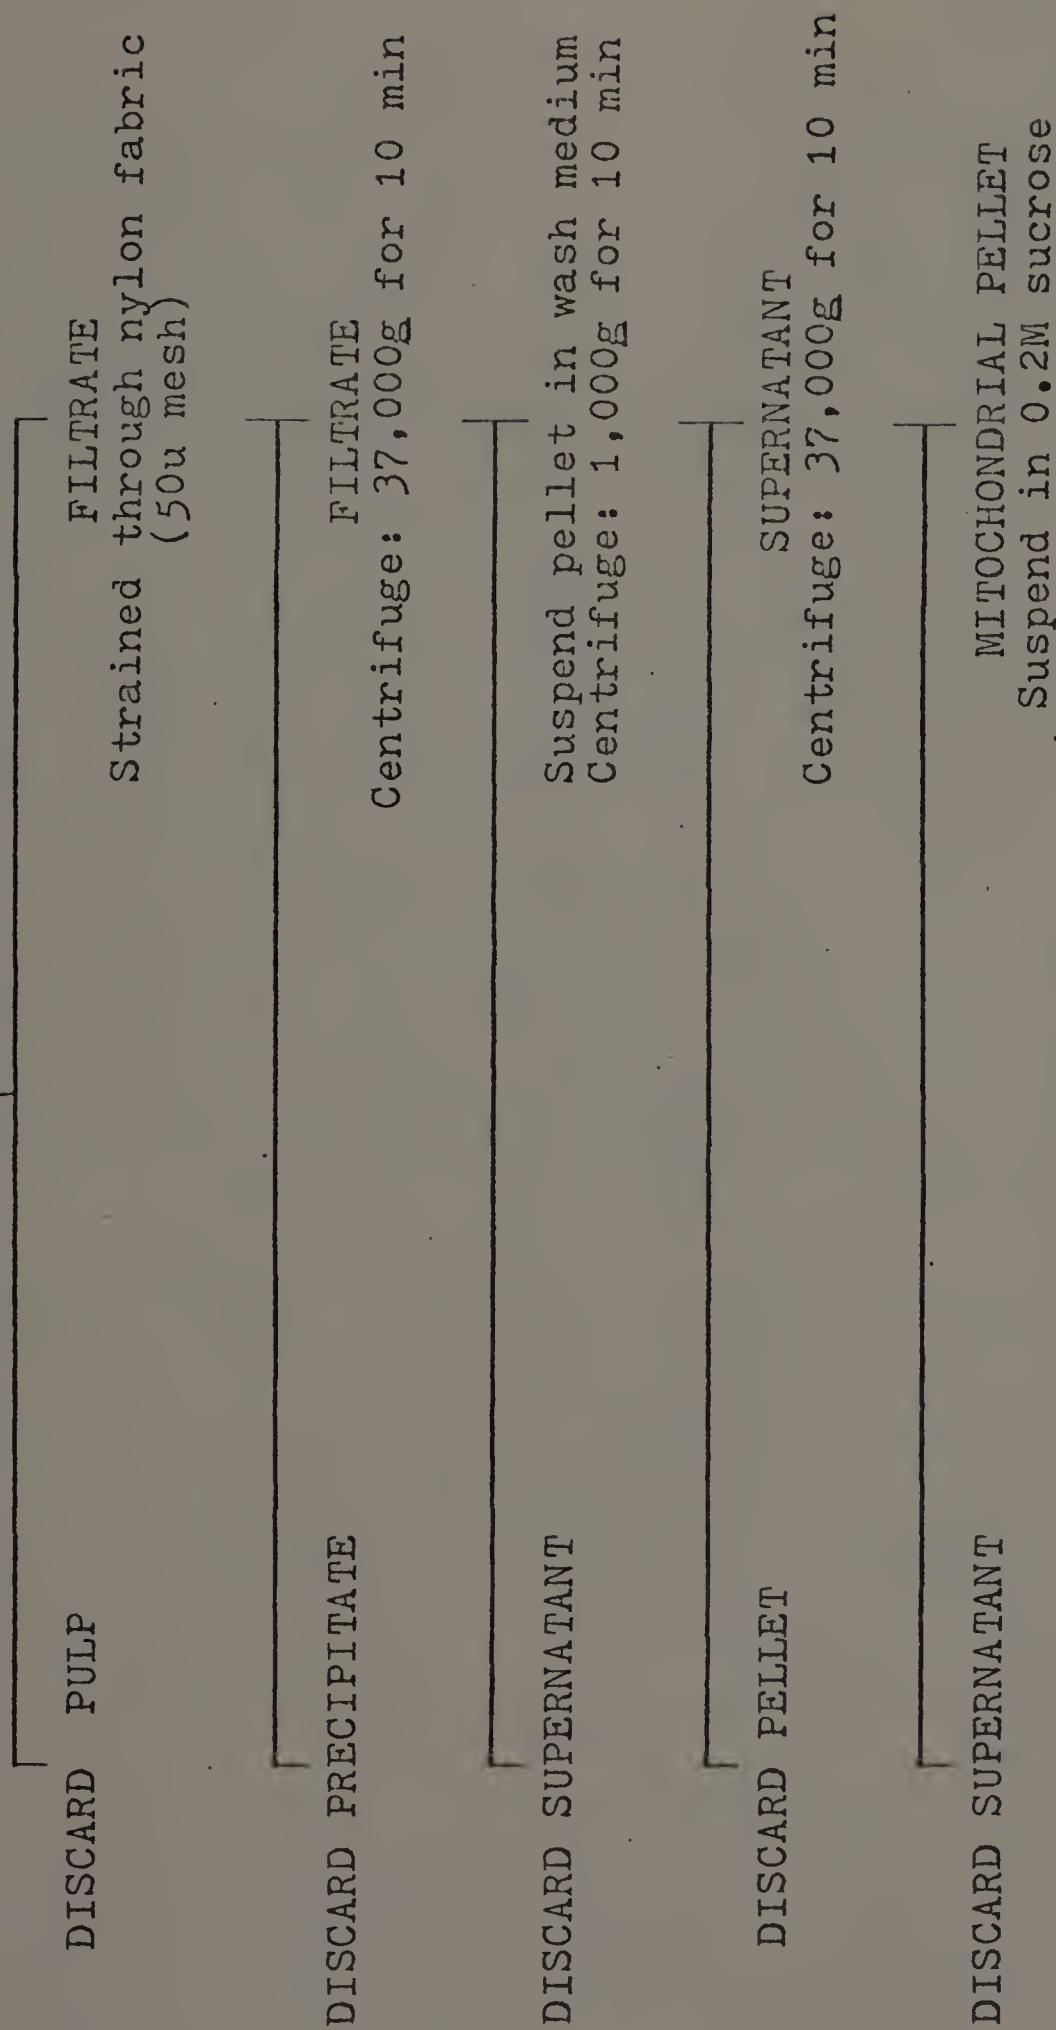 DISCARD PULP
FILTRATE
Strained through nylon fabric
(50u mesh)
DISCARD PRECIPITATE
FILTRATE
Centrifuge: 37,000g for 10 min
DISCARD SUPERNATANT
Suspend pellet in wash medium
Centrifuge: 1,000g for 10 min
DISCARD PELLET
SUPERNATANT
Centrifuge: 37,000g for 10 min
DISCARD SUPERNATANT
MITOCHONDRIAL PELLET
Suspend in 0.2M sucrose